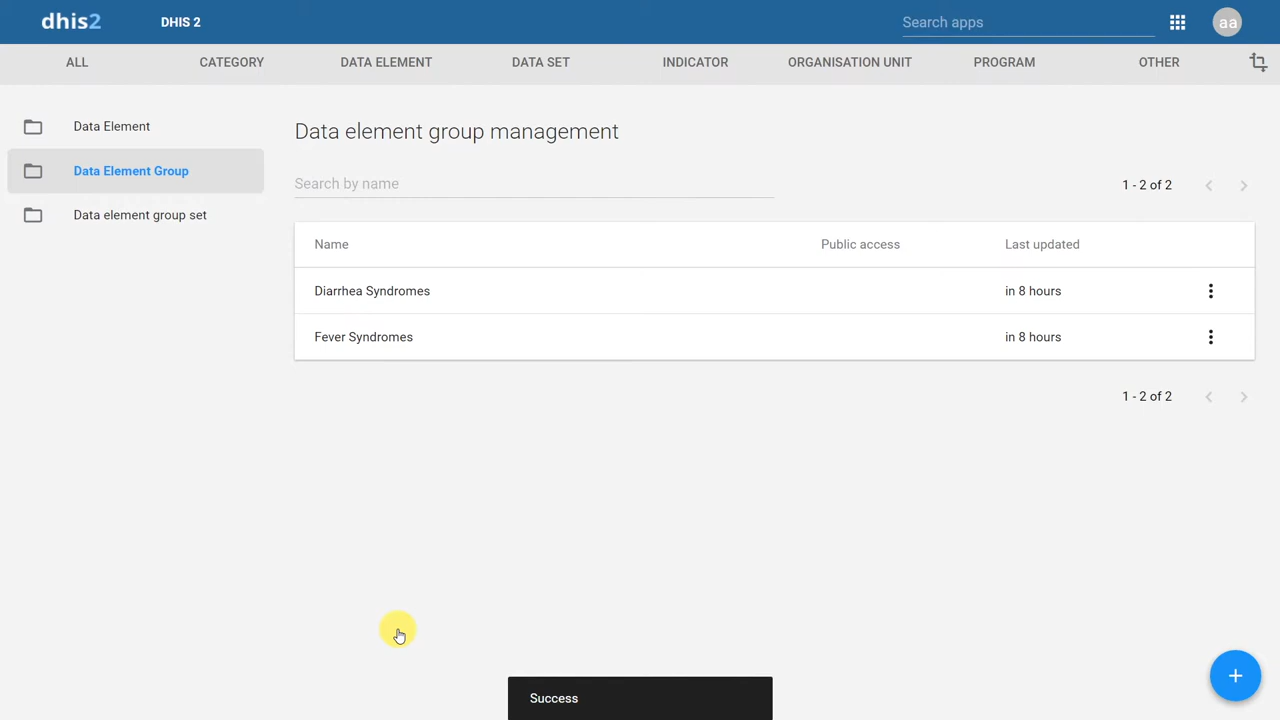 dhis2 DHIS 2 Search apps aa
ALL CATEGORY DATA ELEMENT DATA SET INDICATOR ORGANISATION UNIT PROGRAM OTHER
Data Element
Data Element Group
Data element group set
Data element group management
Search by name 1 - 2 of 2
Name Public access Last updated
Diarrhea Syndromes in 8 hours
Fever Syndromes in 8 hours
1 - 2 of 2
Success